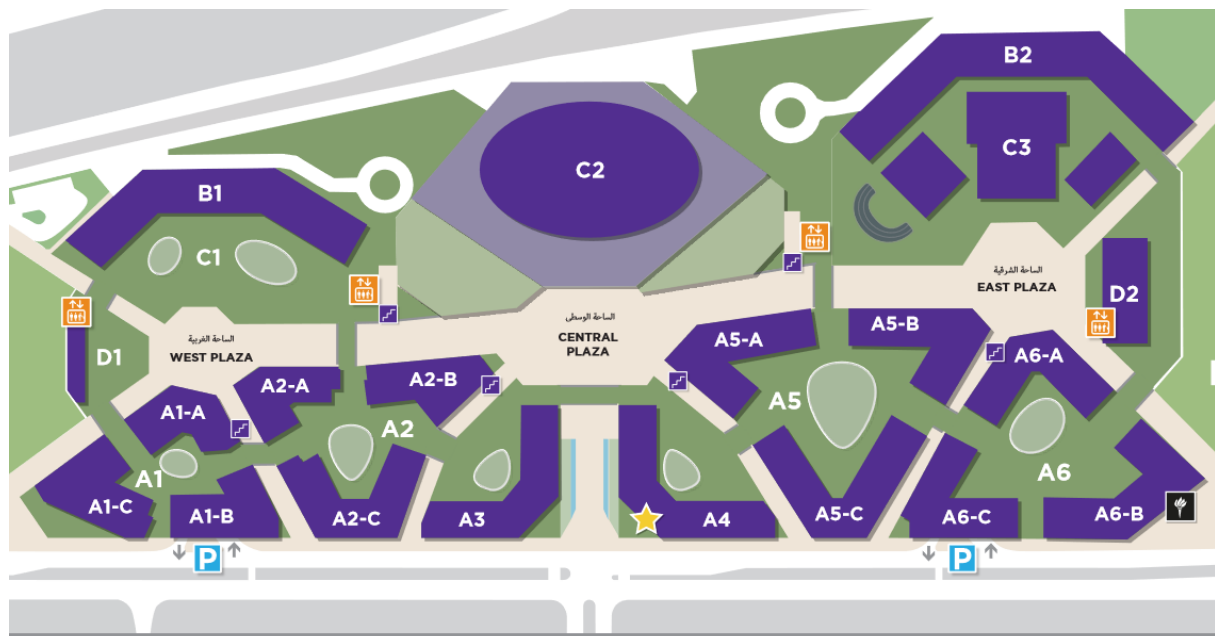 B2
C3
C2
B1
C1
الساحة الشرقية
EAST PLAZA
D2
الساحة الوسطى
CENTRAL
PLAZA
الساحة الغربية
WEST PLAZA
D1
A5-A
A5-B
A6-A
A2-A
A2-B
A1-A
A5
A2
A1
A6
A1-C
A1-B
A2-C
A3
A4
A5-C
A6-C
A6-B
P
P